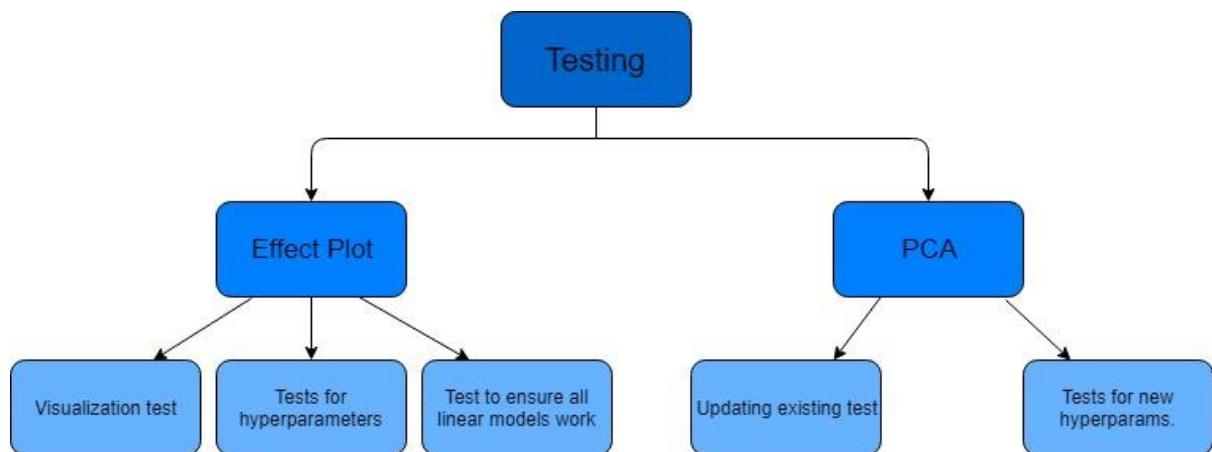 Testing
Effect Plot
PCA
Visualization test
Tests for
hyperparameters
Test to ensure all
linear models work
Updating existing test
Tests for new
hyperparams.